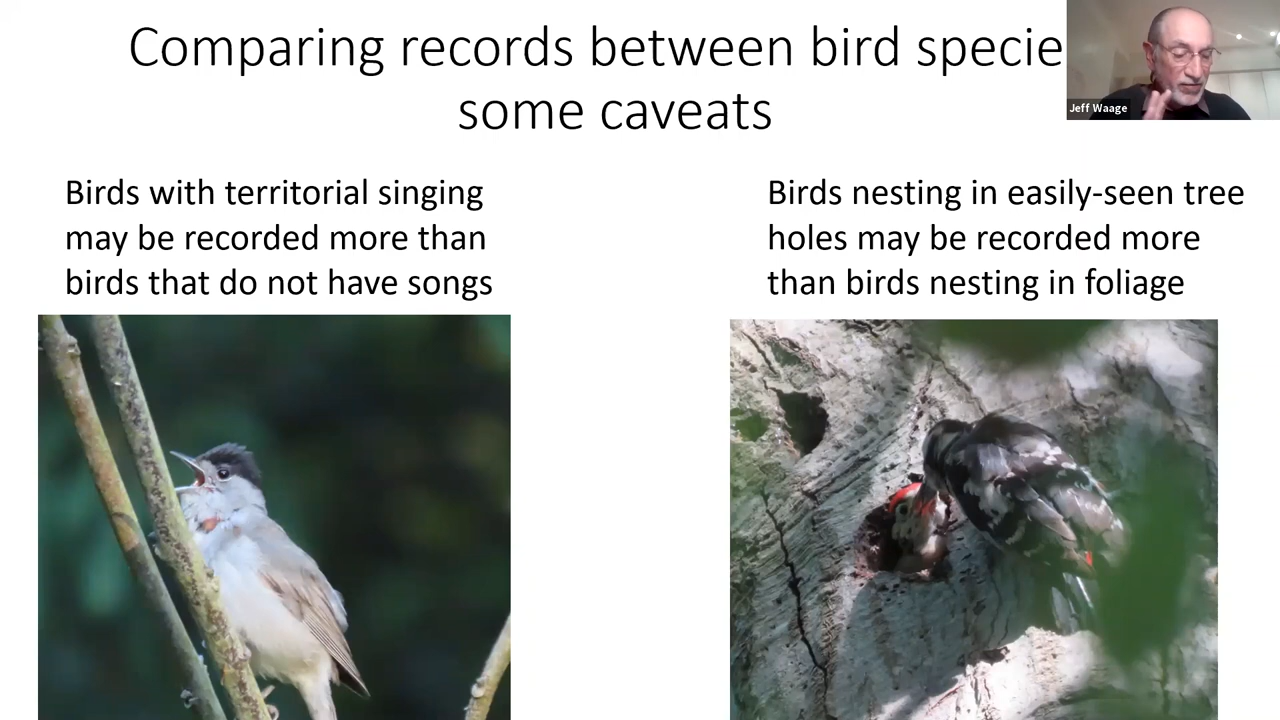 Comparing records between bird specie
some caveats
Jeff Waage
Birds with territorial singing
may be recorded more than
birds that do not have songs
Birds nesting in easily-seen tree
holes may be recorded more
than birds nesting in foliage